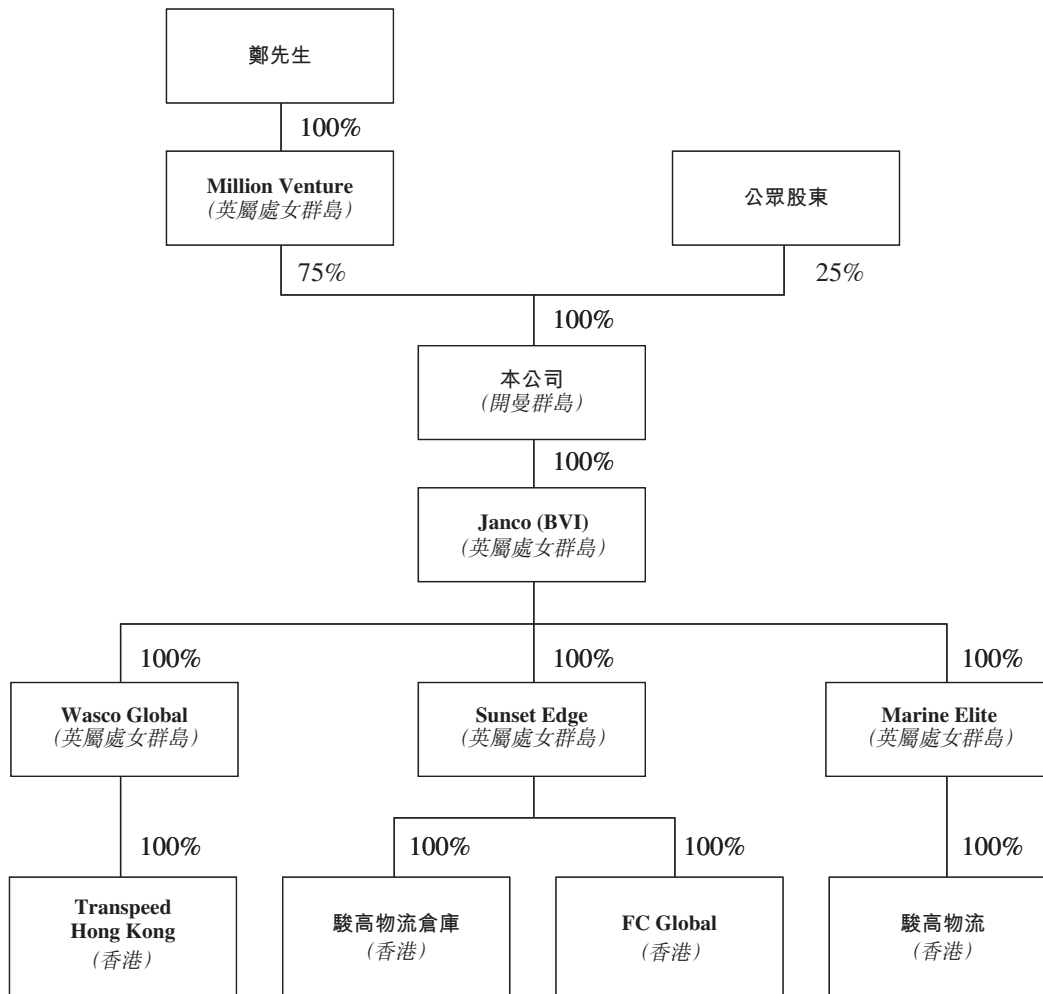 鄭先生
100%
Million Venture
(英屬處女群島)
公眾股東
75%
25%
100%
本公司
(開曼群島)
100%
Janco (BVI)
(英屬處女群島)
100%
100%
100%
Wasco Global
(英屬處女群島)
Sunset Edge
(英屬處女群島)
Marine Elite
(英屬處女群島)
100%
100%
100%
100%
Transpeed
Hong Kong
(香港)
駿高物流倉庫
(香港)
FC Global
(香港)
駿高物流
(香港)